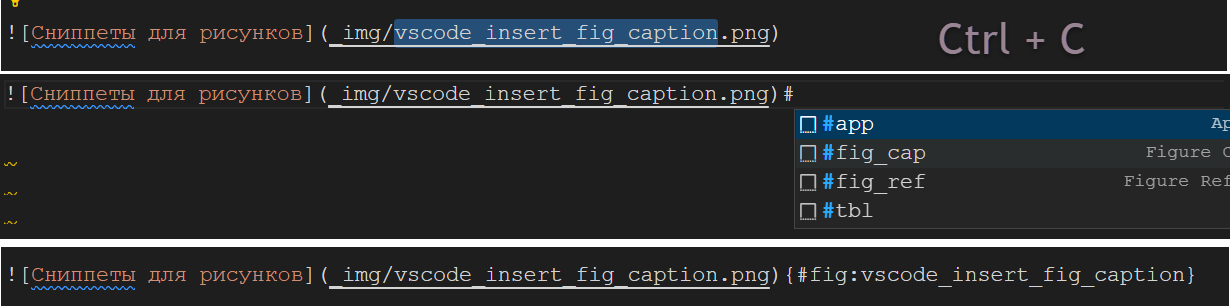 ![Сниппеты для рисунков](_img/vscode_insert_fig_caption.png)
Ctrl + C
![Сниппеты для рисунков](_img/vscode_insert_fig_caption.png)#
#app Ap
#fig_cap Figure C
#fig_ref Figure Ref
#tbl
![Сниппеты для рисунков](_img/vscode_insert_fig_caption.png){#fig:vscode_insert_fig_caption}